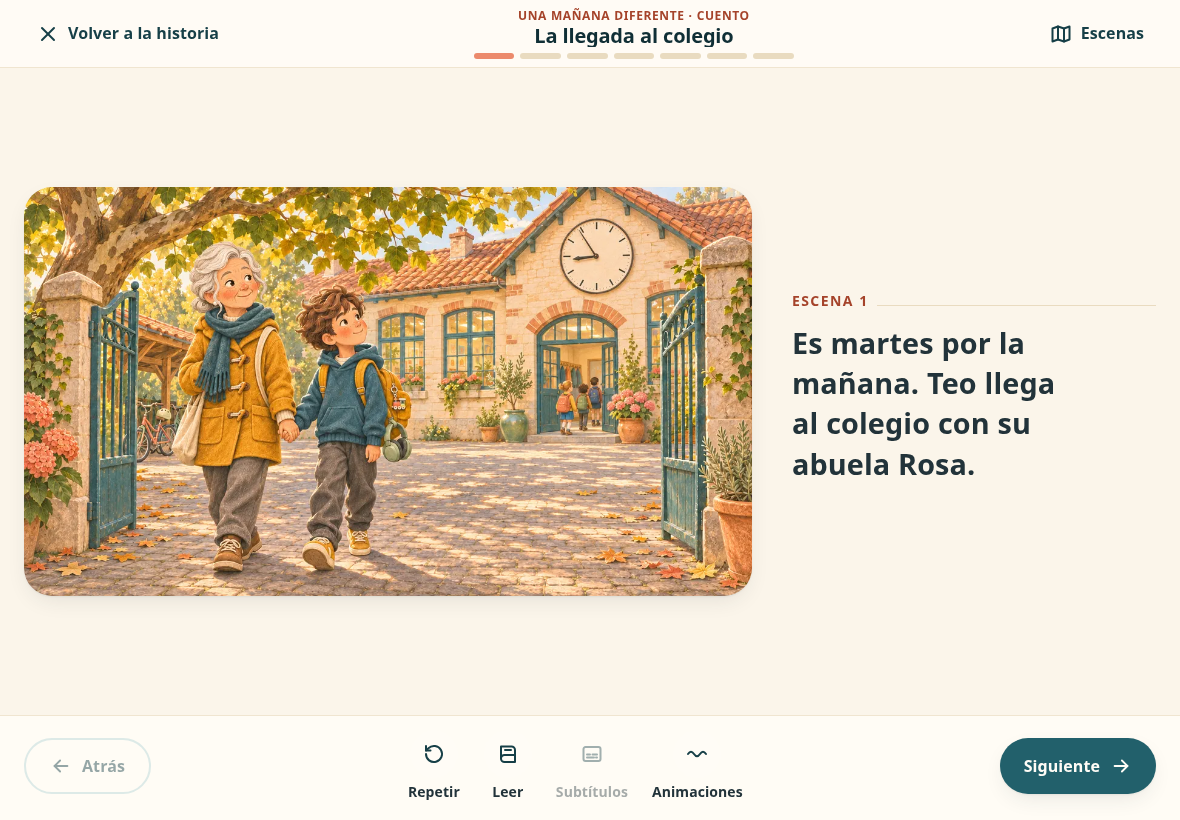 Volver a la historia
UNA MAÑANA DIFERENTE · CUENTO
La llegada al colegio
Escenas
ESCENA 1
Es martes por la
mañana. Teo llega
al colegio con su
abuela Rosa.
Atrás
Repetir
Leer
Subtítulos
Animaciones
Siguiente